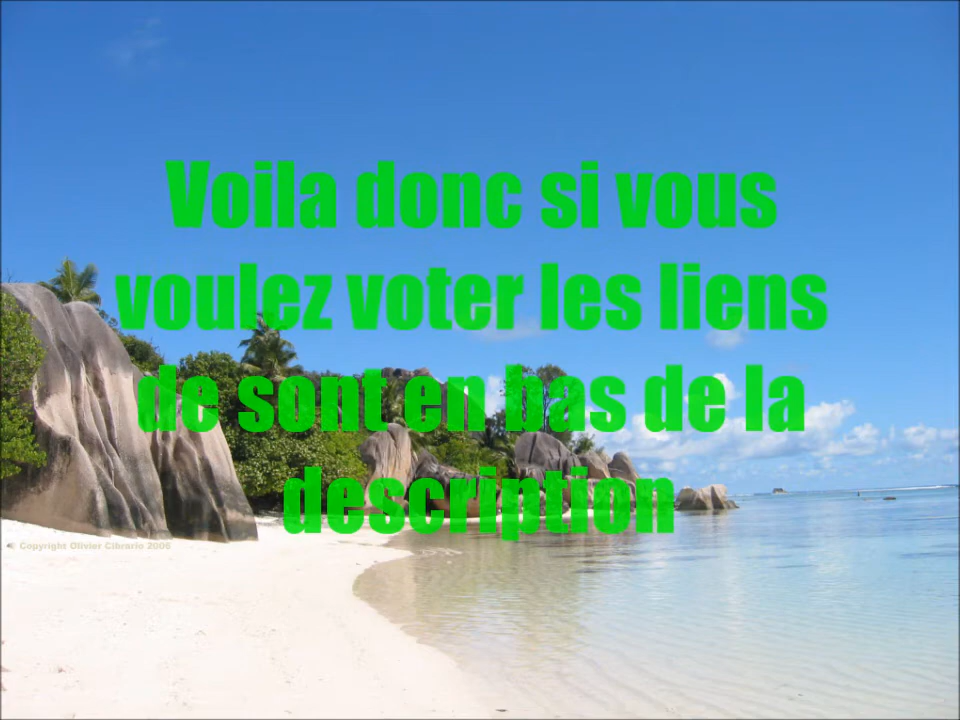 Voila donc si vous
voulez voter les liens
de sont en bas de la
description
© Copyright Olivier Cibrario 2006